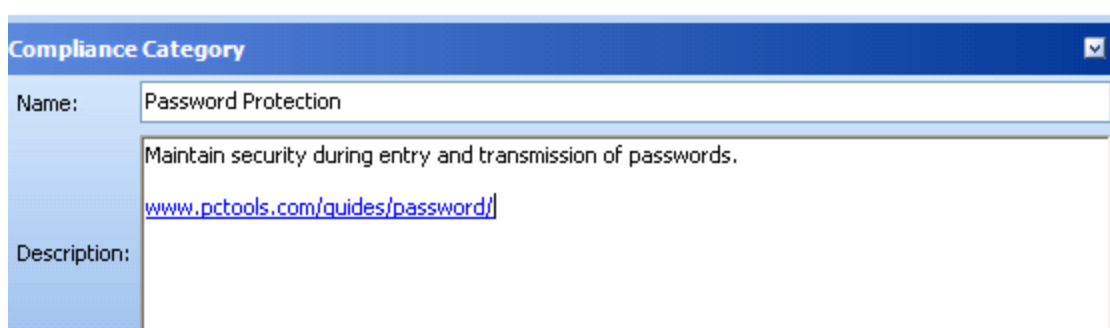 Compliance Category
Name: Password Protection
Maintain security during entry and transmission of passwords.
www.pctools.com/guides/password/
Description: